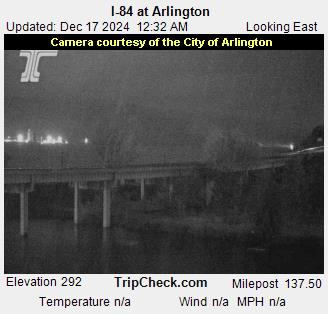 I-84 at Arlington
Updated: Dec 17 2024 12:32 AM Looking East
Camera courtesy of the City of Arlington
Elevation 292 TripCheck.com Milepost 137.50
Temperature n/a Wind n/a MPH n/a